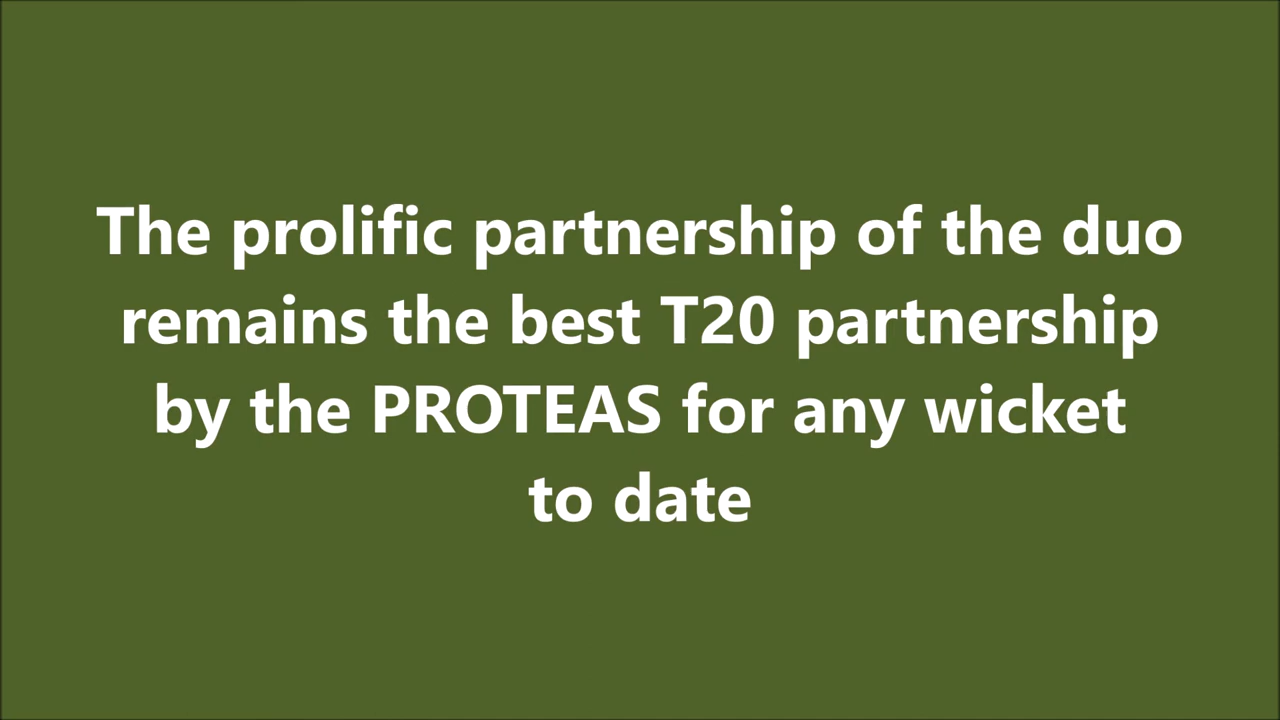 The prolific partnership of the duo
remains the best T20 partnership
by the PROTEAS for any wicket
to date